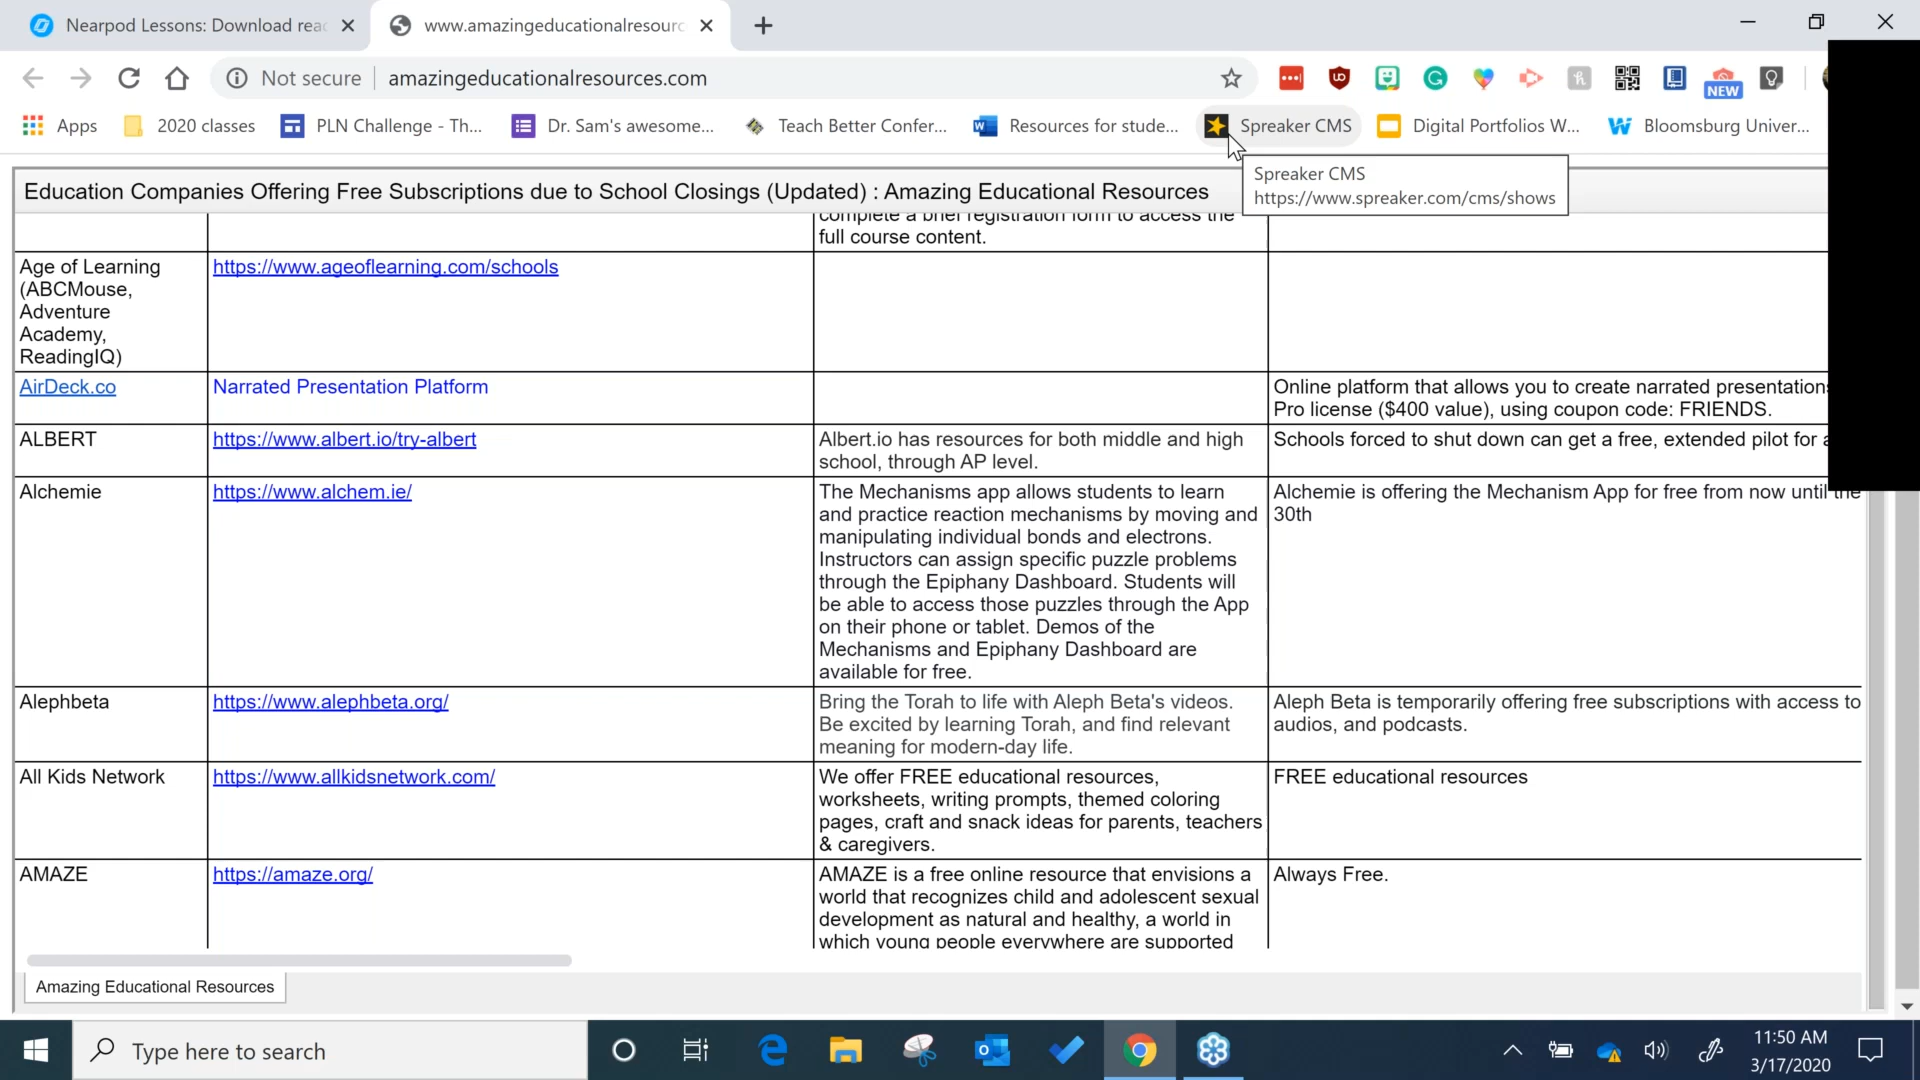 Nearpod Lessons: Download rea
www.amazingeducationalresourc
Not secure
amazingeducationalresources.com
NEW
Apps
2020 classes
PLN Challenge - Th...
Dr. Sam's awesome...
Teach Better Confer...
Resources for stude...
Spreaker CMS
Digital Portfolios W...
Bloomsburg Univer...
Spreaker CMS
https://www.spreaker.com/cms/shows
Education Companies Offering Free Subscriptions due to School Closings (Updated) : Amazing Educational Resources
complete a brief registration form to access the
full course content.
Age of Learning
(ABCMouse,
Adventure
Academy,
ReadingIQ)
https://www.ageoflearning.com/schools
AirDeck.co
Narrated Presentation Platform
Online platform that allows you to create narrated presentation
Pro license ($400 value), using coupon code: FRIENDS.
ALBERT
https://www.albert.io/try-albert
Albert.io has resources for both middle and high
school, through AP level.
Schools forced to shut down can get a free, extended pilot for a
Alchemie
https://www.alchem.ie/
The Mechanisms app allows students to learn
and practice reaction mechanisms by moving and
manipulating individual bonds and electrons.
Instructors can assign specific puzzle problems
through the Epiphany Dashboard. Students will
be able to access those puzzles through the App
on their phone or tablet. Demos of the
Mechanisms and Epiphany Dashboard are
available for free.
Alchemie is offering the Mechanism App for free from now until the
30th
Alephbeta
https://www.alephbeta.org/
Bring the Torah to life with Aleph Beta's videos.
Be excited by learning Torah, and find relevant
meaning for modern-day life.
Aleph Beta is temporarily offering free subscriptions with access to
audios, and podcasts.
All Kids Network
https://www.allkidsnetwork.com/
We offer FREE educational resources,
worksheets, writing prompts, themed coloring
pages, craft and snack ideas for parents, teachers
& caregivers.
FREE educational resources
AMAZE
https://amaze.org/
AMAZE is a free online resource that envisions a
world that recognizes child and adolescent sexual
development as natural and healthy, a world in
which young people everywhere are supported
Always Free.
Amazing Educational Resources
Type here to search
11:50 AM
3/17/2020